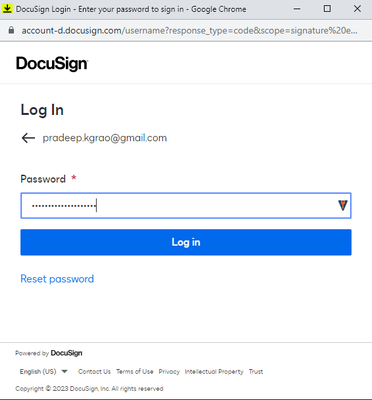 DocuSign Login - Enter your password to sign in - Google Chrome
account-d.docusign.com/username?response_type=code&scope=signature%20e...
DocuSign
Log In
pradeep.kgrao@gmail.com
Password *
Log in
Reset password
Powered by DocuSign
English (US) Contact Us Terms of Use Privacy Intellectual Property Trust
Copyright © 2023 DocuSign, Inc. All rights reserved